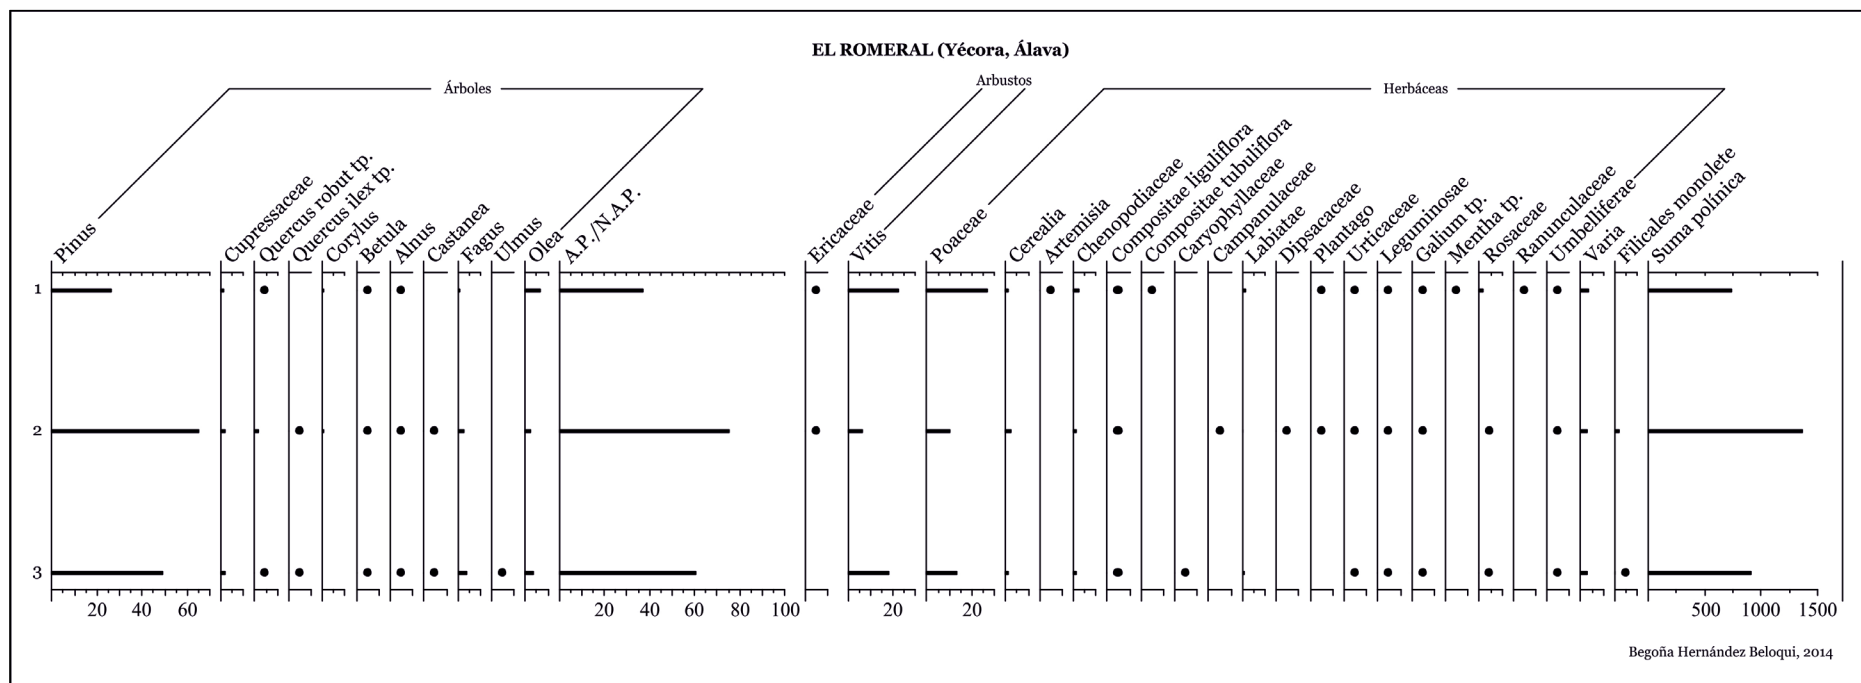 EL ROMERAL (Yécora, Álava)
Árboles
Arbustos
Herbáceas
Pinus
Cupressaceae
Quercus robut tp.
Quercus ilex tp.
Corylus
Betula
Alnus
Castanea
Fagus
Ulmus
Olea
A.P./N.A.P.
Ericaceae
Vitis
Poaceae
Cerealia
Artemisia
Chenopodiaceae
Compositae liguliflora
Compositae tubuliflora
Caryophyllaceae
Campanulaceae
Labiatae
Dipsacaceae
Plantago
Urticaceae
Leguminosae
Galium tp.
Mentha tp.
Rosaceae
Ranunculaceae
Umbelliferae
Varia
Filicales monolete
Suma polínica
1
2
3
20 40 60
20 40 60 80 100
20
20
500 1000 1500
Begoña Hernández Beloqui, 2014